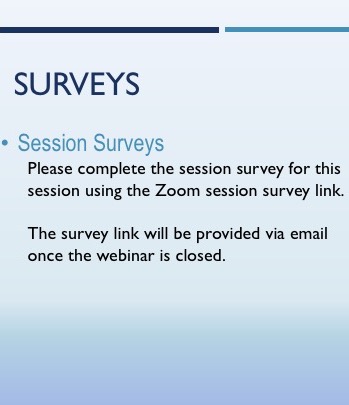 SURVEYS
• Session Surveys
Please complete the session survey for this
session using the Zoom session survey link.
The survey link will be provided via email
once the webinar is closed.